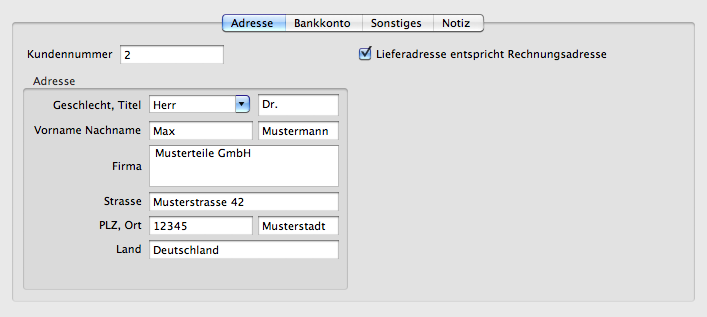 Adresse Bankkonto Sonstiges Notiz
Kundennummer 2 Lieferadresse entspricht Rechnungsadresse
Adresse
Geschlecht, Titel Herr Dr.
Vorname Nachname Max Mustermann
Firma Musterteile GmbH
Strasse Musterstrasse 42
PLZ, Ort 12345 Musterstadt
Land Deutschland